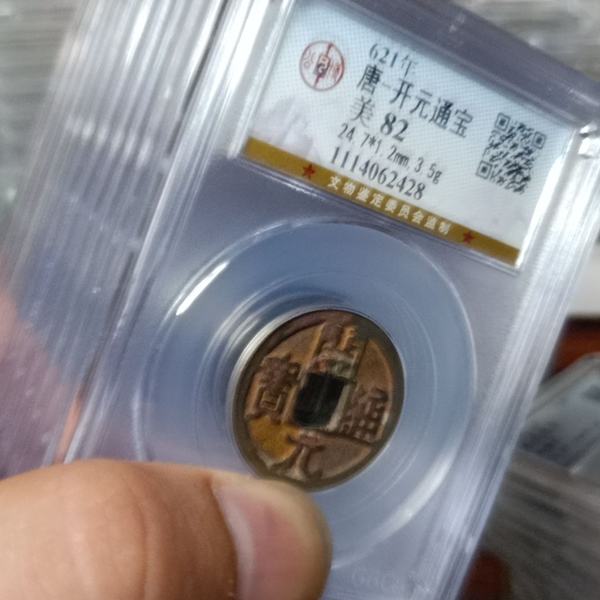 621年
唐-开元通宝
美 82
24.7*1.2mm,3.5g
1114062428
文物鉴定委员会监制
開元通寶